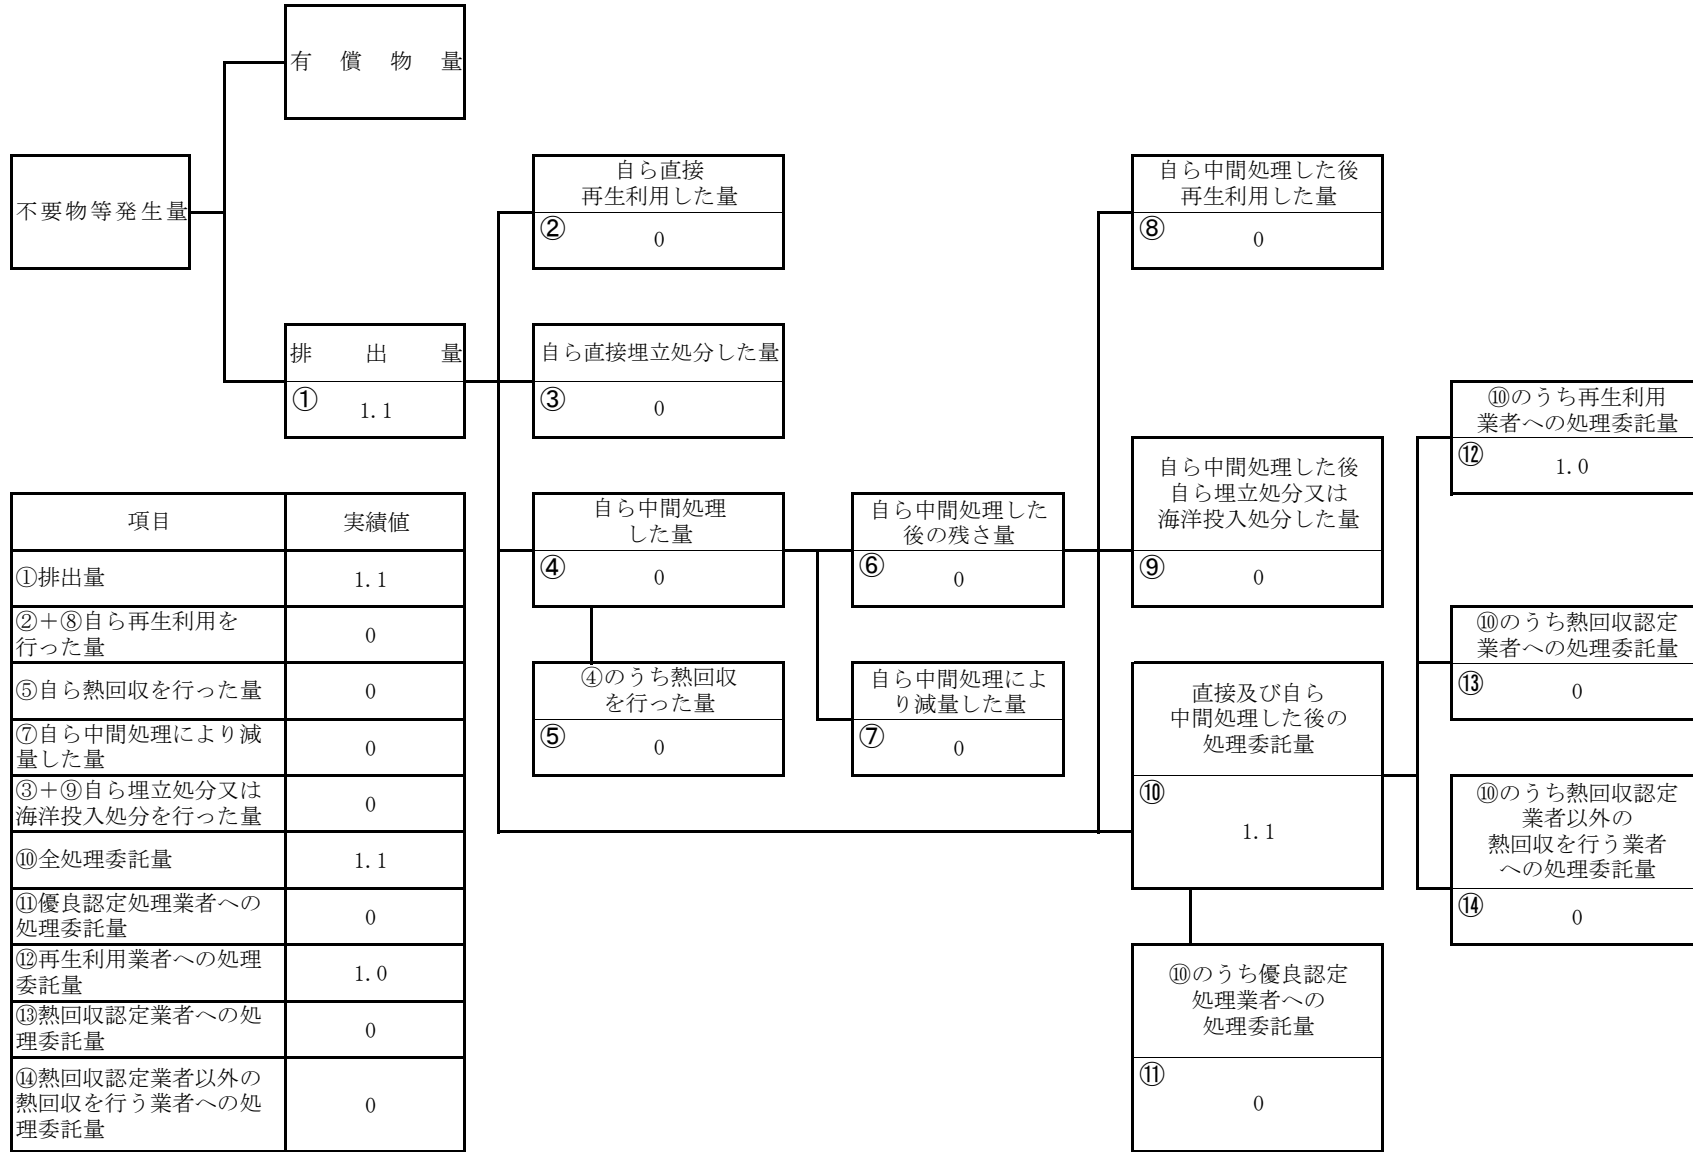 有償物量
不要物等発生量
排出量
① 1.1
自ら直接
再生利用した量
② 0
自ら直接埋立処分した量
③ 0
自ら中間処理
した量
④ 0
④のうち熱回収
を行った量
⑤ 0
自ら中間処理した
後の残さ量
⑥ 0
自ら中間処理によ
り減量した量
⑦ 0
自ら中間処理した後
再生利用した量
⑧ 0
自ら中間処理した後
自ら埋立処分又は
海洋投入処分した量
⑨ 0
直接及び自ら
中間処理した後の
処理委託量
⑩
1.1
⑩のうち優良認定
処理業者への
処理委託量
⑪
0
⑩のうち再生利用
業者への処理委託量
⑫ 1.0
⑩のうち熱回収認定
業者への処理委託量
⑬ 0
⑩のうち熱回収認定
業者以外の
熱回収を行う業者
への処理委託量
⑭ 0
項目 実績値
①排出量 1.1
②＋⑧自ら再生利用を
行った量 0
⑤自ら熱回収を行った量 0
⑦自ら中間処理により減
量した量 0
③＋⑨自ら埋立処分又は
海洋投入処分を行った量 0
⑩全処理委託量 1.1
⑪優良認定処理業者への
処理委託量 0
⑫再生利用業者への処理
委託量 1.0
⑬熱回収認定業者への処
理委託量 0
⑭熱回収認定業者以外の
熱回収を行う業者への処
理委託量 0